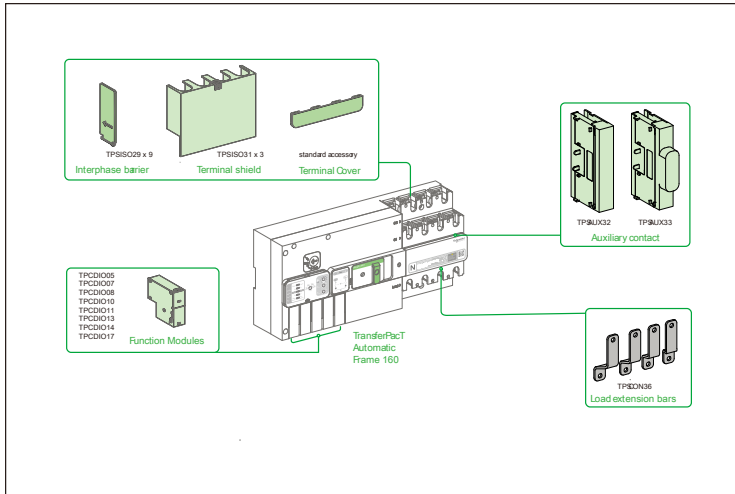 TPSISO29 x 9
TPSISO31 x 3
standard accessory
Interphase barrier
Terminal shield
Terminal Cover
TPSAUX32
TPSAUX33
Auxiliary contact
TPCDIO05
TPCDIO07
TPCDIO08
TPCDIO10
TPCDIO11
TPCDIO13
TPCDIO14
TPCDIO17
Function Modules
TransferPacT
Automatic
Frame 160
N
TPSCON36
Load extension bars